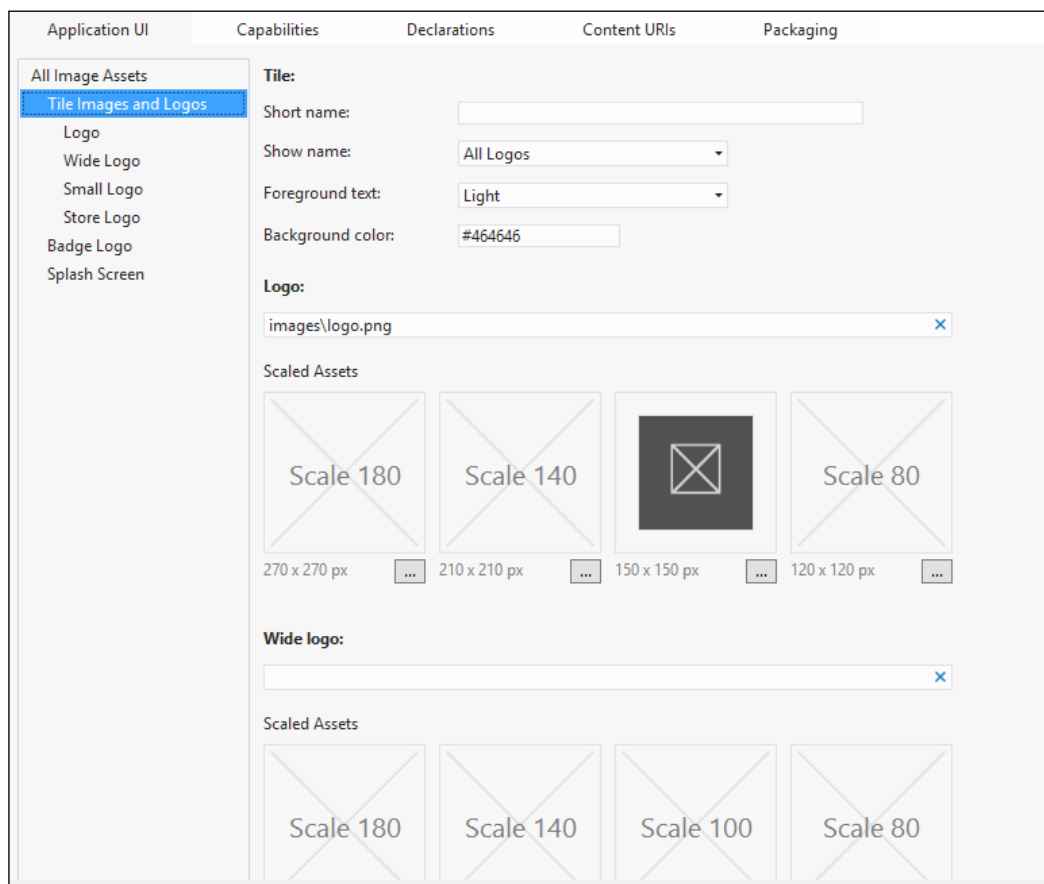 Application UI Capabilities Declarations Content URIs Packaging
All Image Assets
Tile Images and Logos
Logo
Wide Logo
Small Logo
Store Logo
Badge Logo
Splash Screen
Tile:
Short name:
Show name: All Logos
Foreground text: Light
Background color: #464646
Logo:
images\logo.png
Scaled Assets
Scale 180 Scale 140 Scale 80
270 x 270 px ... 210 x 210 px ... 150 x 150 px ... 120 x 120 px ...
Wide logo:
Scaled Assets
Scale 180 Scale 140 Scale 100 Scale 80